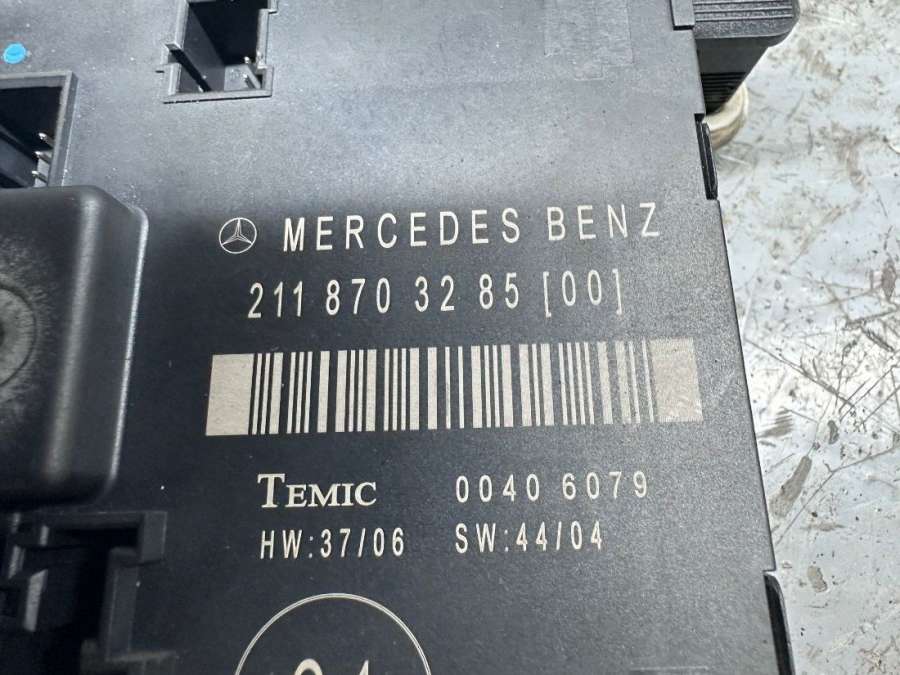 MERCEDES BENZ
211 870 32 85 [00]
TEMIC 0040 6079
HW:37/06 SW:44/04